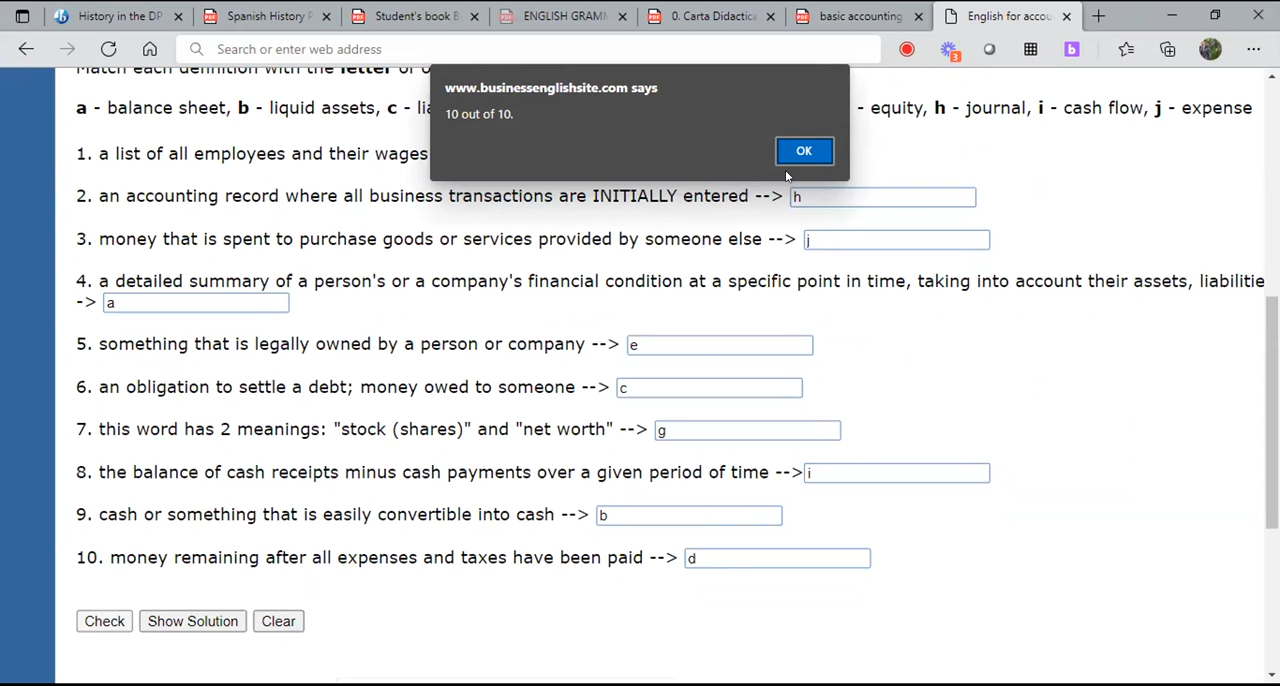 History in the DP
Spanish History P
Student's book B
ENGLISH GRAMM
0. Carta Didactica
basic accounting
English for accou
Search or enter web address
3
b
Match each definition with the letter of o
www.businessenglishsite.com says
10 out of 10.
OK
a - balance sheet, b - liquid assets, c - lia - equity, h - journal, i - cash flow, j - expense
1. a list of all employees and their wages
2. an accounting record where all business transactions are INITIALLY entered --> h
3. money that is spent to purchase goods or services provided by someone else --> j
4. a detailed summary of a person's or a company's financial condition at a specific point in time, taking into account their assets, liabilitie
-> a
5. something that is legally owned by a person or company --> e
6. an obligation to settle a debt; money owed to someone --> c
7. this word has 2 meanings: "stock (shares)" and "net worth" --> g
8. the balance of cash receipts minus cash payments over a given period of time --> i
9. cash or something that is easily convertible into cash --> b
10. money remaining after all expenses and taxes have been paid --> d
Check Show Solution Clear